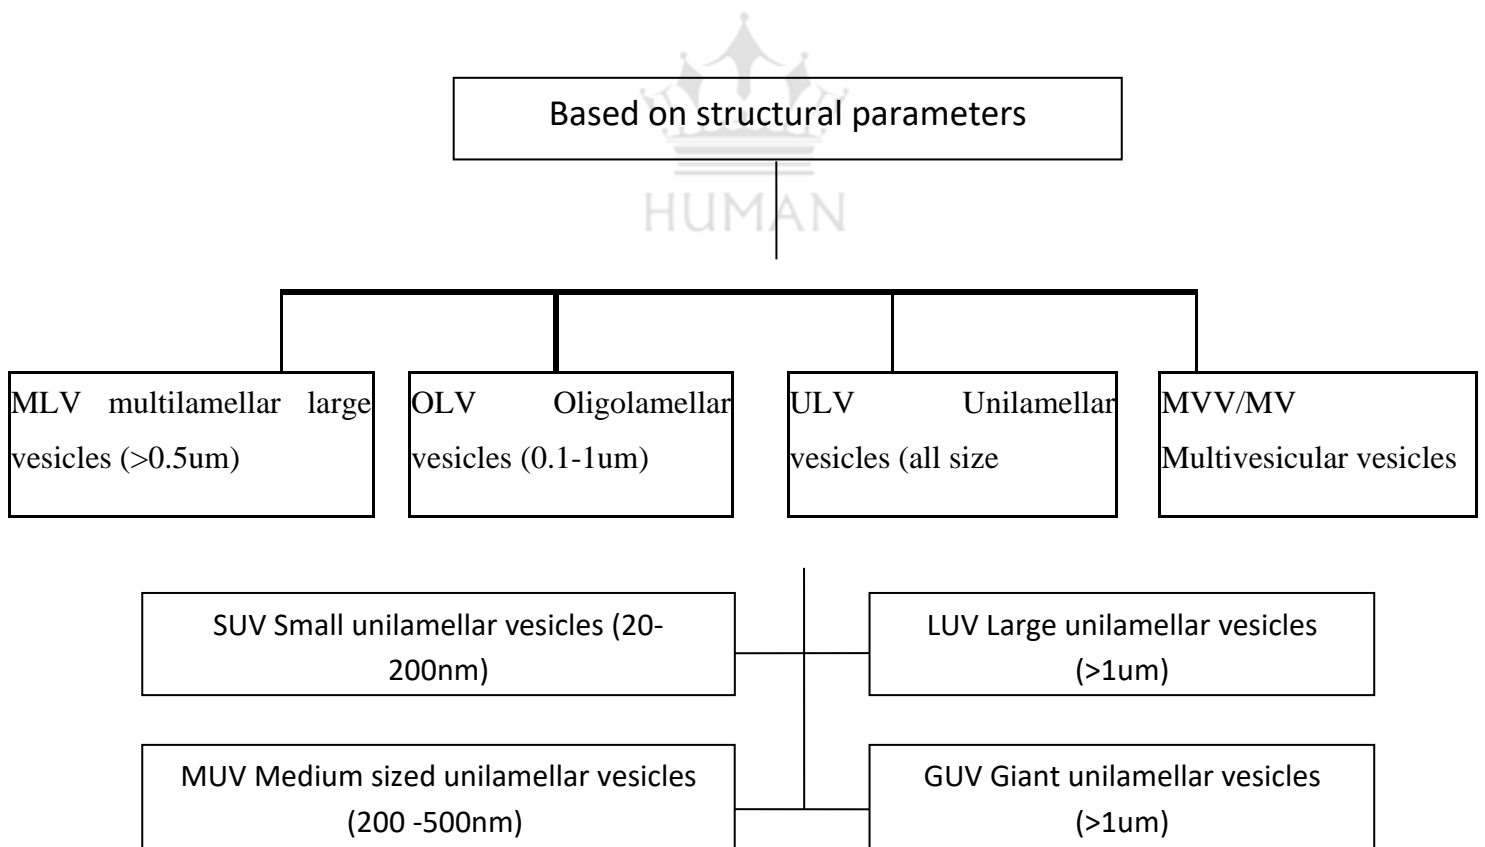 Based on structural parameters
HUMAN
MLV multilamellar large
vesicles (>0.5um)
OLV Oligolamellar
vesicles (0.1-1um)
ULV Unilamellar
vesicles (all size
MVV/MV
Multivesicular vesicles
SUV Small unilamellar vesicles (20-
200nm)
LUV Large unilamellar vesicles
(>1um)
MUV Medium sized unilamellar vesicles
(200 -500nm)
GUV Giant unilamellar vesicles
(>1um)